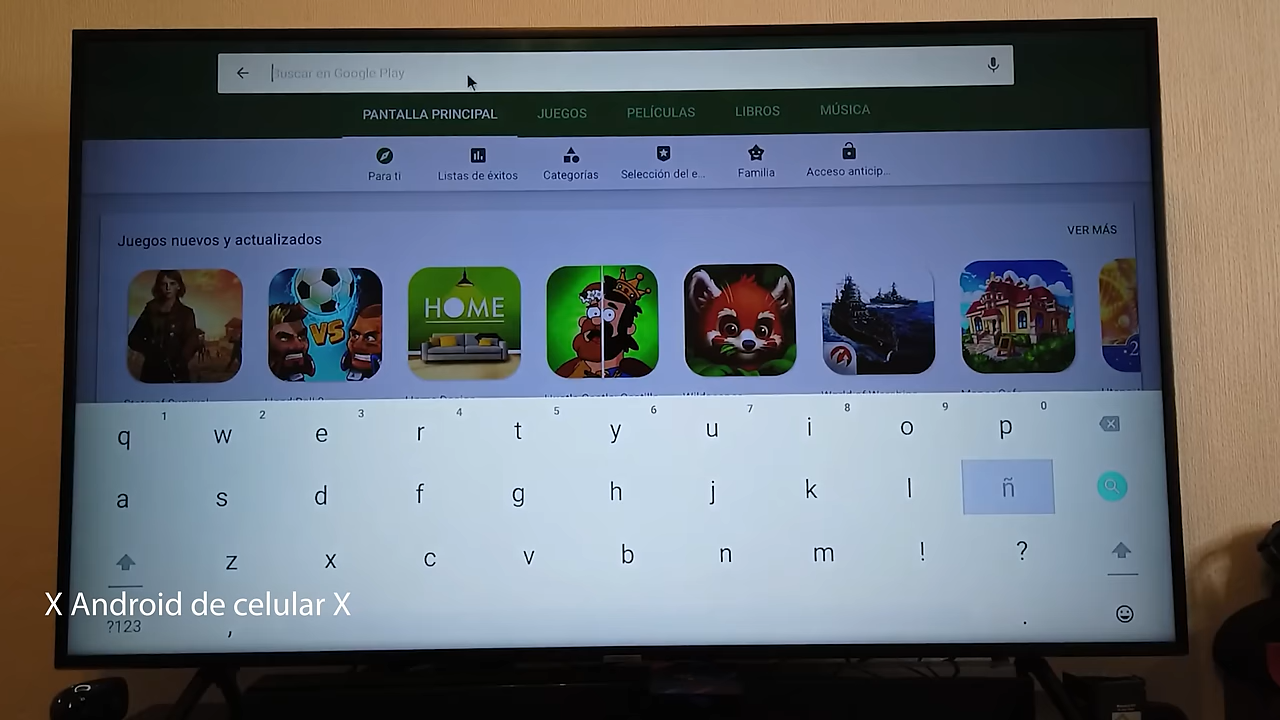 Buscar en Google Play
PANTALLA PRINCIPAL JUEGOS PELÍCULAS LIBROS MÚSICA
Para ti Listas de éxitos Categorías Selección del e... Familia Acceso anticip...
Juegos nuevos y actualizados VER MÁS
VS HOME
1 2 3 4 5 6 7 8 9 0
q w e r t y u i o p
a s d f g h j k l ñ
z x c v b n m ! ?
X Android de celular X
?123 , .